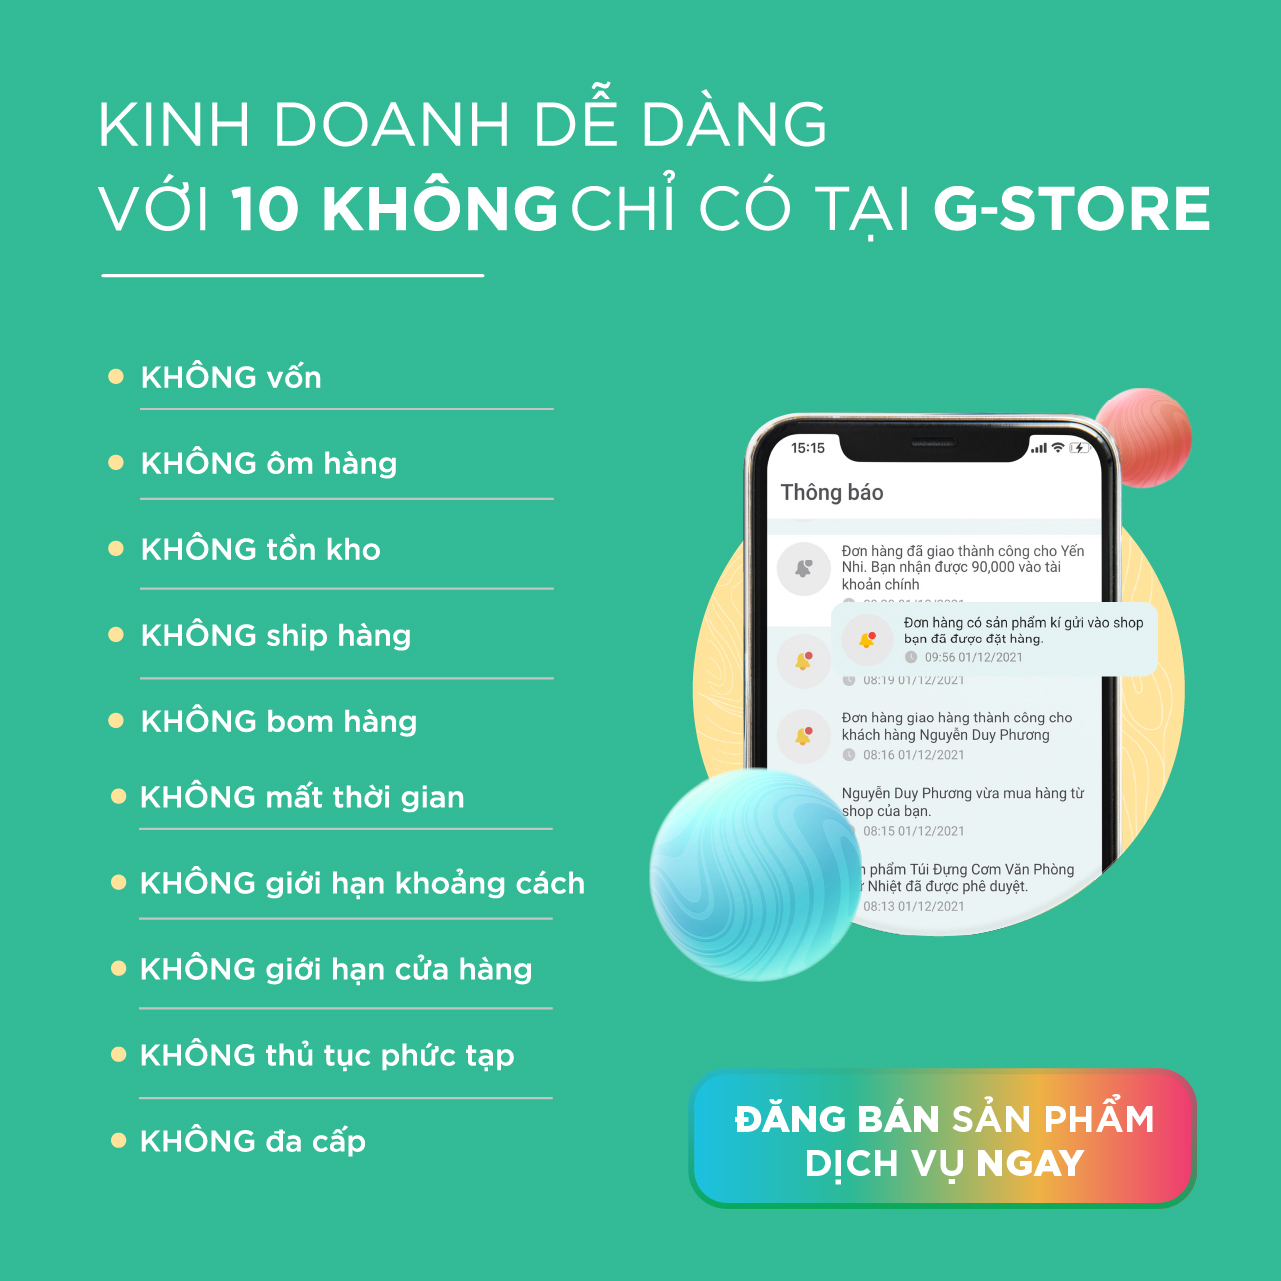 KINH DOANH DỄ DÀNG
VỚI 10 KHÔNG CHỈ CÓ TẠI G-STORE
KHÔNG vốn
KHÔNG ôm hàng
KHÔNG tồn kho
KHÔNG ship hàng
KHÔNG bom hàng
KHÔNG mất thời gian
KHÔNG giới hạn khoảng cách
KHÔNG giới hạn cửa hàng
KHÔNG thủ tục phức tạp
KHÔNG đa cấp
15:15
Thông báo
Đơn hàng đã giao thành công cho Yến
Nhi. Bạn nhận được 90,000 vào tài
khoản chính
Đơn hàng có sản phẩm kí gửi vào shop
bạn đã được đặt hàng.
09:56 01/12/2021
08:19 01/12/2021
Đơn hàng giao hàng thành công cho
khách hàng Nguyễn Duy Phương
08:16 01/12/2021
Nguyễn Duy Phương vừa mua hàng từ
shop của bạn.
08:15 01/12/2021
phẩm Túi Đựng Cơm Văn Phòng
Nhiệt đã được phê duyệt.
08:13 01/12/2021
ĐĂNG BÁN SẢN PHẨM
DỊCH VỤ NGAY